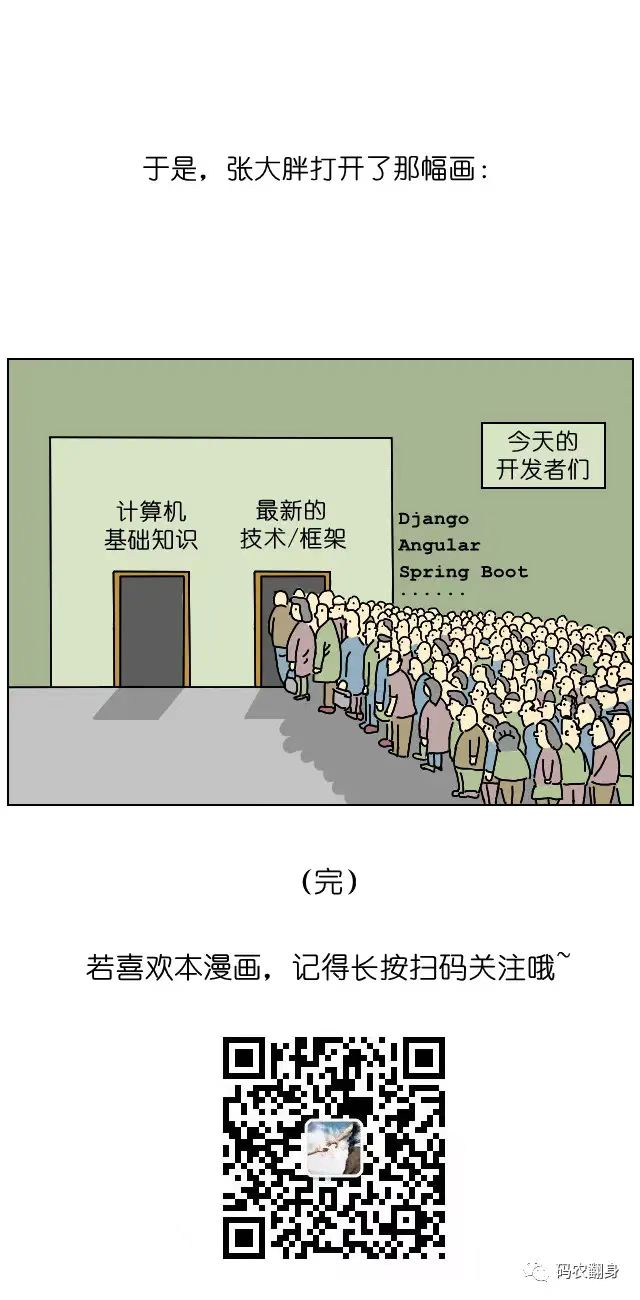 于是，张大胖打开了那幅画：
今天的
开发者们
计算机
基础知识
最新的
技术/框架
Django
Angular
Spring Boot
......
（完）
若喜欢本漫画，记得长按扫码关注哦~
码农翻身